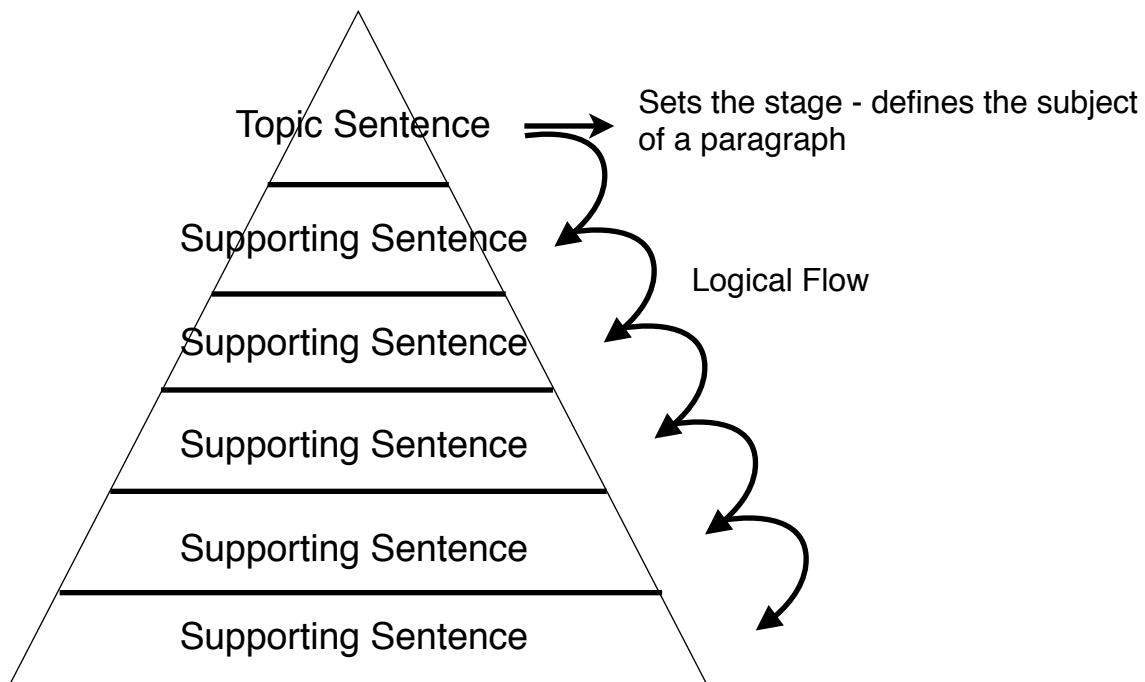 Topic Sentence
Sets the stage - defines the subject
of a paragraph
Supporting Sentence
Logical Flow
Supporting Sentence
Supporting Sentence
Supporting Sentence
Supporting Sentence